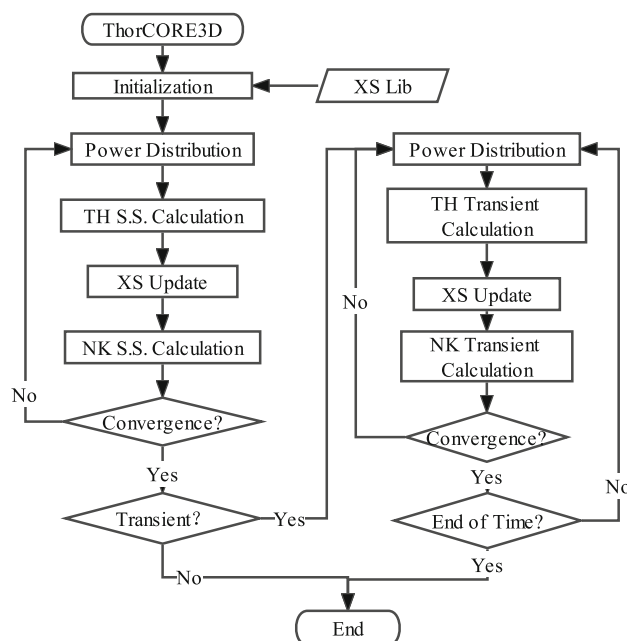 ThorCORE3D
Initialization
XS Lib
Power Distribution
TH S.S. Calculation
XS Update
NK S.S. Calculation
No
Convergence?
Yes
Transient?
Yes
No
Power Distribution
TH Transient
Calculation
No
XS Update
NK Transient
Calculation
Convergence?
Yes
No
End of Time?
Yes
End